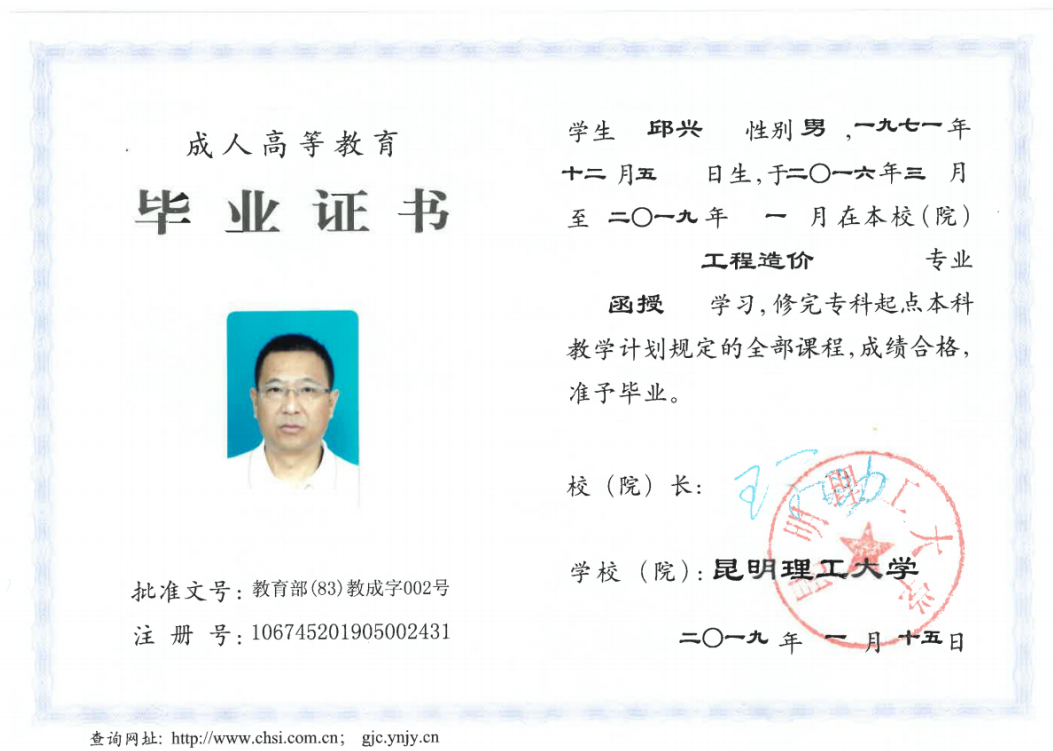 成人高等教育
毕业证书
批准文号：教育部(83)教成字002号
注册号：106745201905002431
学生 邱兴 性别 男，一九七一年
十二月五 日生，于二〇一六年三 月
至 二〇一九年 一 月在本校（院）
工程造价 专业
函授 学习，修完专科起点本科
教学计划规定的全部课程，成绩合格，
准予毕业。
校（院）长：
学校（院）：昆明理工大学
昆明理工大学
二〇一九 年 一 月 十五日
查询网址：http://www.chsi.com.cn； gjc.ynjy.cn